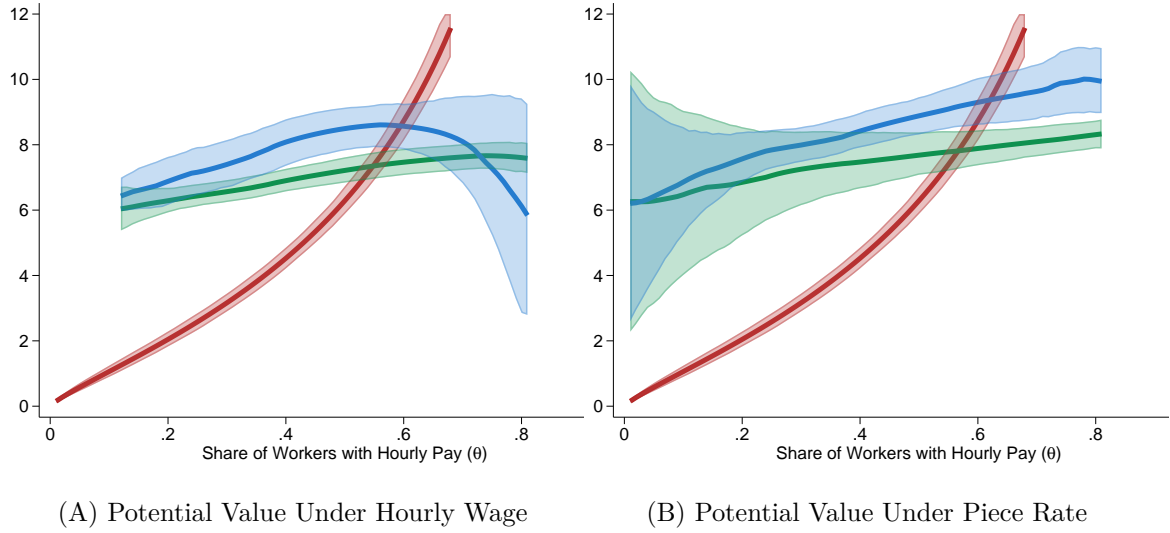 12
10
8
6
4
2
0
0 .2 .4 .6 .8
Share of Workers with Hourly Pay (θ)
(A) Potential Value Under Hourly Wage
12
10
8
6
4
2
0
0 .2 .4 .6 .8
Share of Workers with Hourly Pay (θ)
(B) Potential Value Under Piece Rate